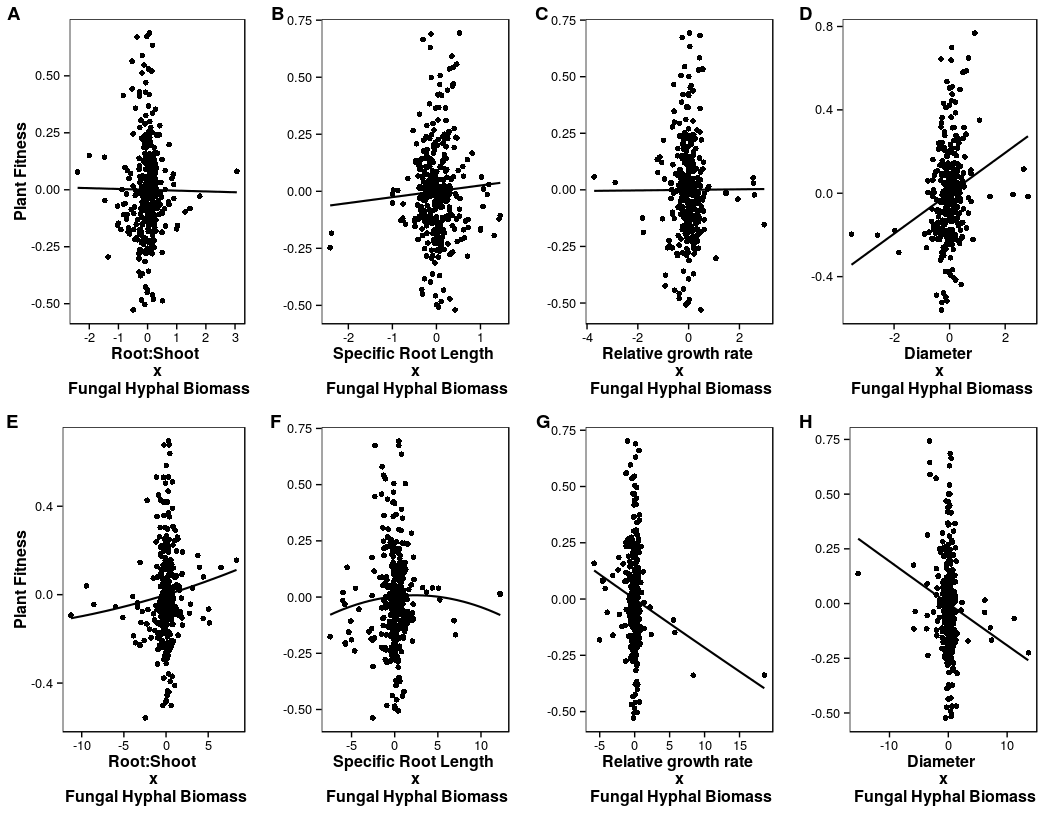 A B C D
Plant Fitness
0.50
0.25
0.00
-0.25
-0.50
-2 -1 0 1 2 3
Root:Shoot
x
Fungal Hyphal Biomass
0.75
0.50
0.25
0.00
-0.25
-0.50
-2 -1 0 1
Specific Root Length
x
Fungal Hyphal Biomass
0.75
0.50
0.25
0.00
-0.25
-0.50
-4 -2 0 2
Relative growth rate
x
Fungal Hyphal Biomass
0.8
0.4
0.0
-0.4
-2 0 2
Diameter
x
Fungal Hyphal Biomass
E F G H
Plant Fitness
0.4
0.0
-0.4
-10 -5 0 5
Root:Shoot
x
Fungal Hyphal Biomass
0.75
0.50
0.25
0.00
-0.25
-0.50
-5 0 5 10
Specific Root Length
x
Fungal Hyphal Biomass
0.75
0.50
0.25
0.00
-0.25
-0.50
-5 0 5 10 15
Relative growth rate
x
Fungal Hyphal Biomass
0.75
0.50
0.25
0.00
-0.25
-0.50
-10 0 10
Diameter
x
Fungal Hyphal Biomass